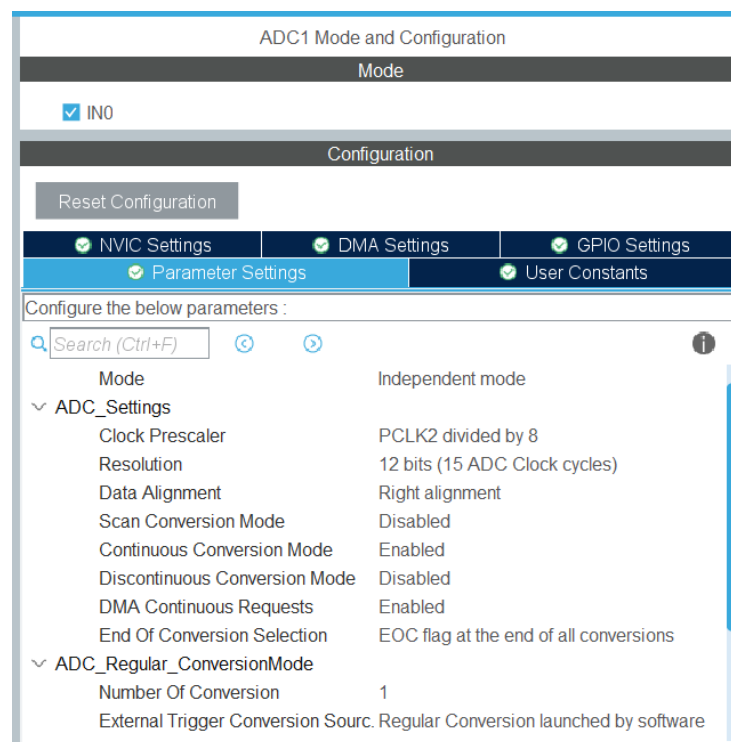 ADC1 Mode and Configuration
Mode
IN0
Configuration
Reset Configuration
NVIC Settings DMA Settings GPIO Settings
Parameter Settings User Constants
Configure the below parameters :
Search (Ctrl+F)
Mode Independent mode
ADC_Settings
Clock Prescaler PCLK2 divided by 8
Resolution 12 bits (15 ADC Clock cycles)
Data Alignment Right alignment
Scan Conversion Mode Disabled
Continuous Conversion Mode Enabled
Discontinuous Conversion Mode Disabled
DMA Continuous Requests Enabled
End Of Conversion Selection EOC flag at the end of all conversions
ADC_Regular_ConversionMode
Number Of Conversion 1
External Trigger Conversion Sourc. Regular Conversion launched by software